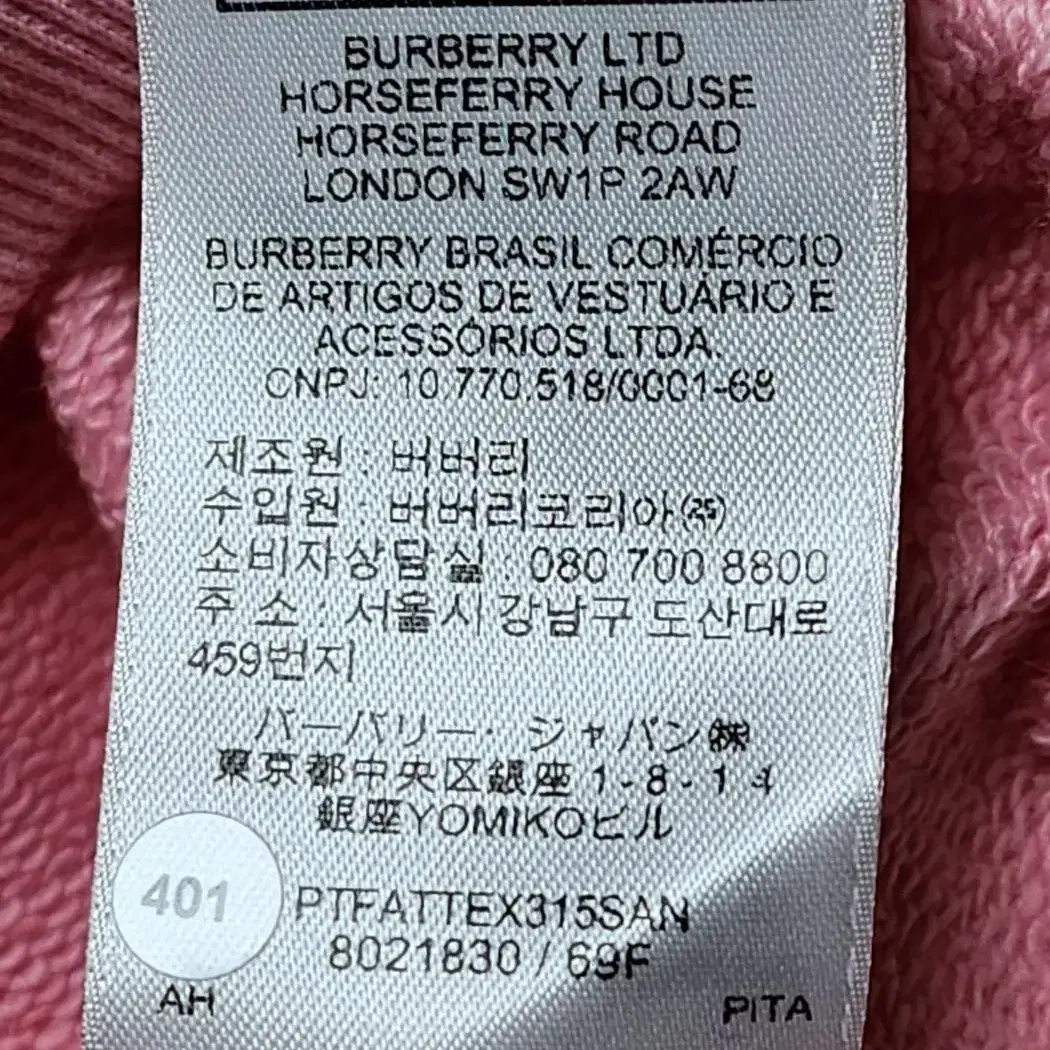 BURBERRY LTD
HORSEFERRY HOUSE
HORSEFERRY ROAD
LONDON SW1P 2AW
BURBERRY BRASIL COMÉRCIO
DE ARTIGOS DE VESTUÁRIO E
ACESSÓRIOS LTDA.
CNPJ: 10.770.518/0001-68
제조원 : 버버리
수입원 : 버버리코리아㈜
소비자상담실 : 080 700 8800
주 소 : 서울시 강남구 도산대로
459번지
バーバリー・ジャパン㈱
東京都中央区銀座 1-8-14
銀座YOMIKOビル
401
PTFATTEX315SAN
8021830 / 69F
AH
PITA